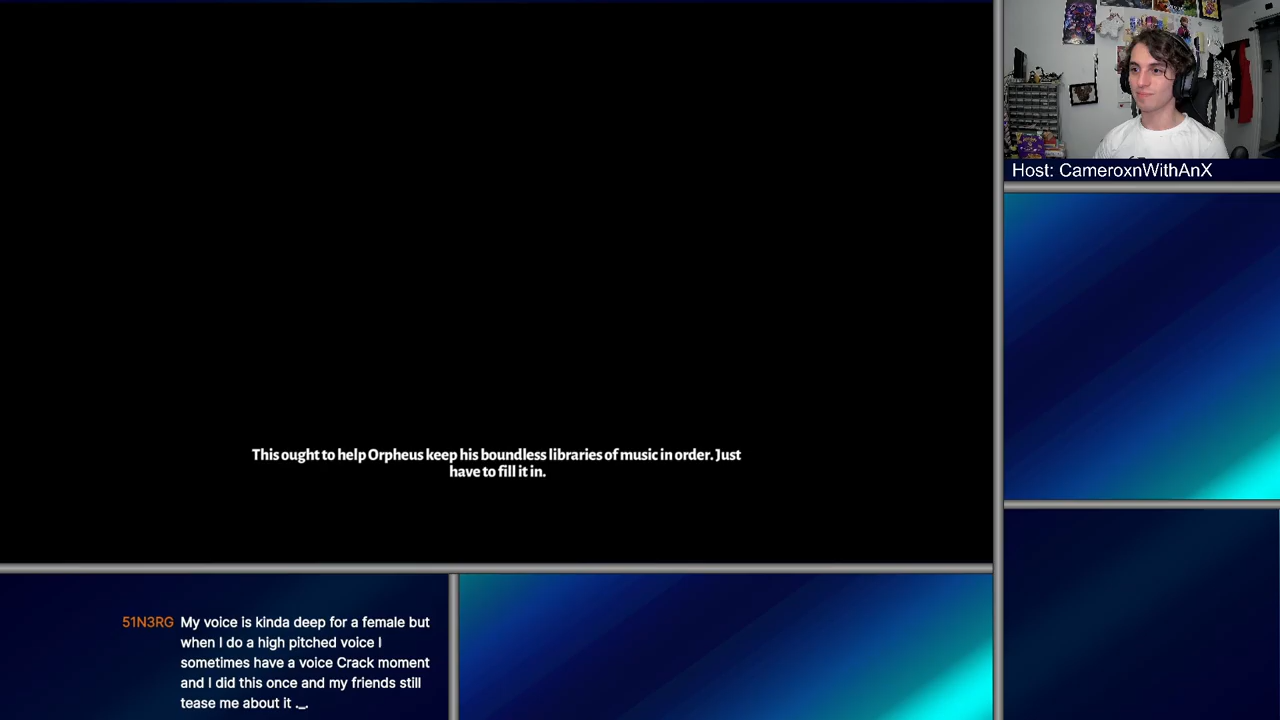 Host: CameroxnWithAnX
This ought to help Orpheus keep his boundless libraries of music in order. Just
have to fill it in.
51N3RG My voice is kinda deep for a female but
when I do a high pitched voice I
sometimes have a voice Crack moment
and I did this once and my friends still
tease me about it ._.